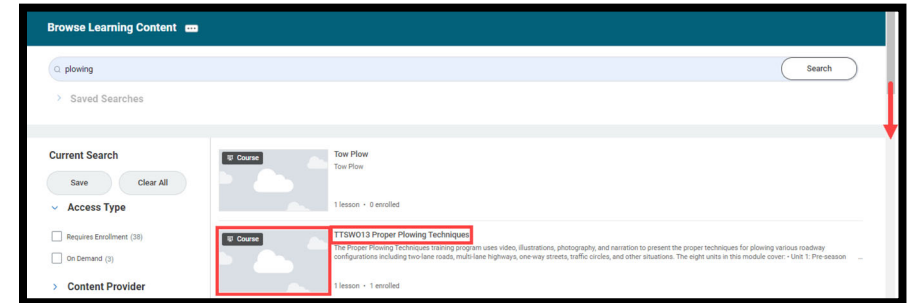 Browse Learning Content
plowing
Search
Saved Searches
Current Search
Save
Clear All
Access Type
Requires Enrollment (38)
On Demand (3)
Content Provider
Course
Tow Plow
Tow Plow
1 lesson • 0 enrolled
Course
TTSWO13 Proper Plowing Techniques
The Proper Plowing Techniques training program uses video, illustrations, photography, and narration to present the proper techniques for plowing various roadway
configurations including two-lane roads, multi-lane highways, one-way streets, traffic circles, and other situations. The eight units in this module cover: • Unit 1: Pre-season ...
1 lesson • 1 enrolled